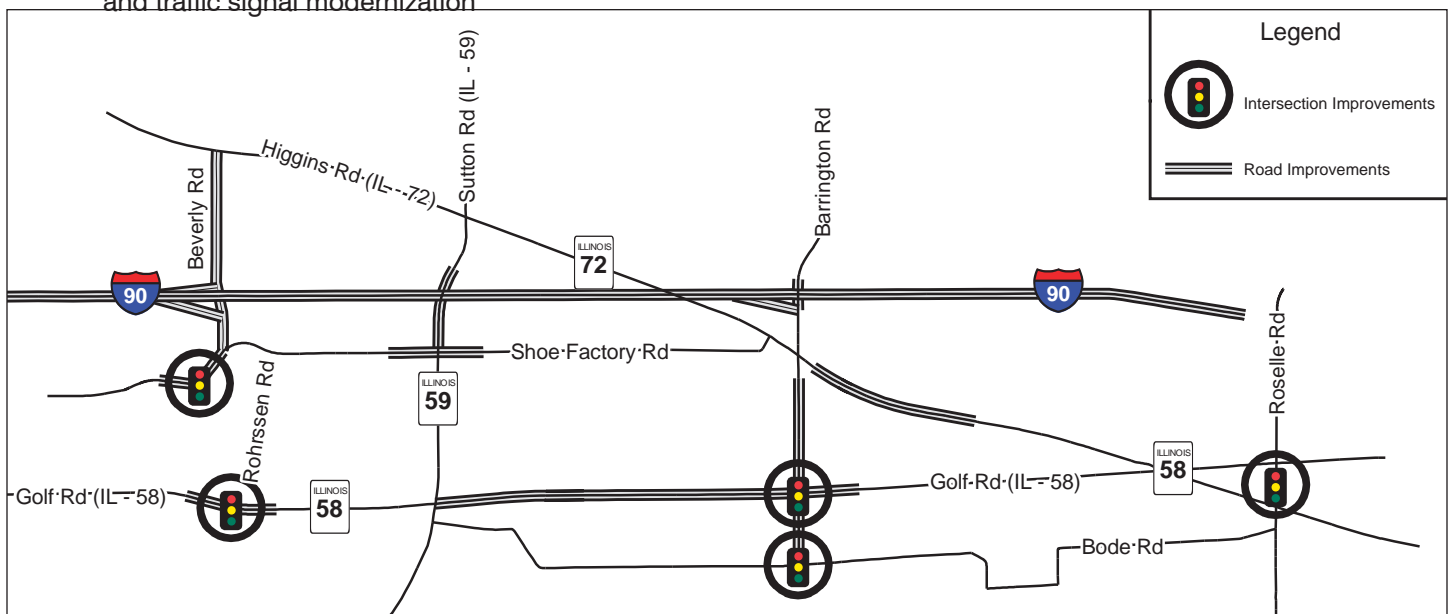 and traffic signal modernization
Legend
Intersection Improvements
Road Improvements
Sutton Rd (IL - 59)
Higgins Rd (IL - 72)
Beverly Rd
Barrington Rd
ILLINOIS
72
90
90
Shoe Factory Rd
Roselle Rd
ILLINOIS
59
Rohrssen Rd
Golf Rd (IL - 58)
ILLINOIS
58
Golf Rd (IL - 58)
ILLINOIS
58
Bode Rd